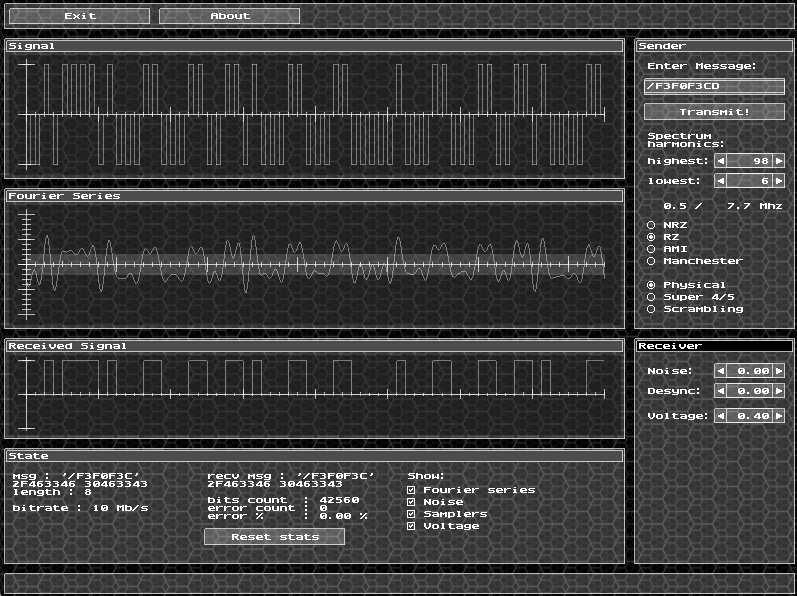 Exit
About
Signal
Fourier Series
Received Signal
State
msg : '/F3F0F3C'
2F463346 30463343
length : 8
bitrate : 10 Mb/s
recv msg : '/F3F0F3C'
2F463346 30463343
bits count : 42560
error count : 0
error % : 0.00 %
Reset stats
Show:
Fourier series
Noise
Samplers
Voltage
Sender
Enter Message:
/F3F0F3CD
Transmit!
Spectrum
harmonics:
highest: 98
lowest: 6
0.5 / 7.7 Mhz
NRZ
RZ
AMI
Manchester
Physical
Super 4/5
Scrambling
Receiver
Noise: 0.00
Desync: 0.00
Voltage: 0.40